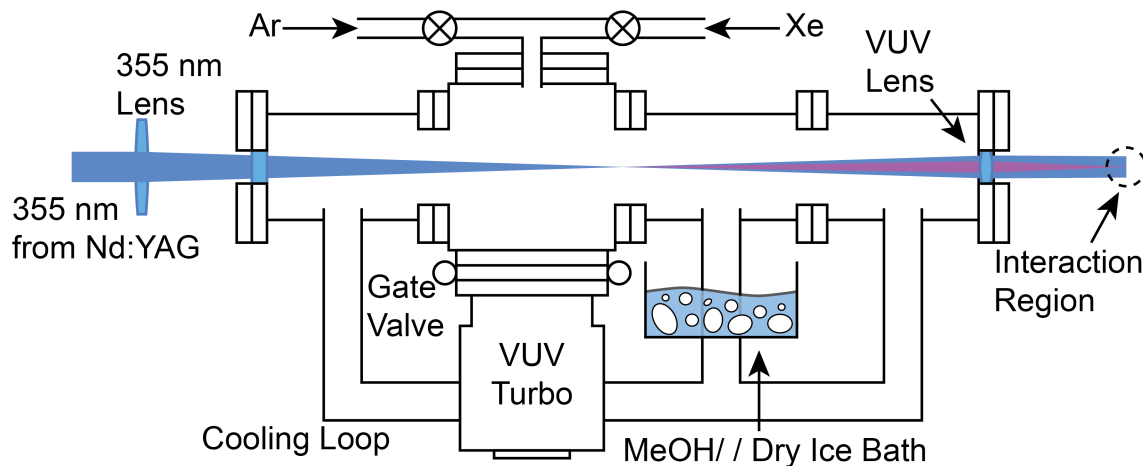 Ar
Xe
355 nm
Lens
VUV
Lens
355 nm
from Nd:YAG
Gate
Valve
VUV
Turbo
Interaction
Region
Cooling Loop
MeOH/ / Dry Ice Bath